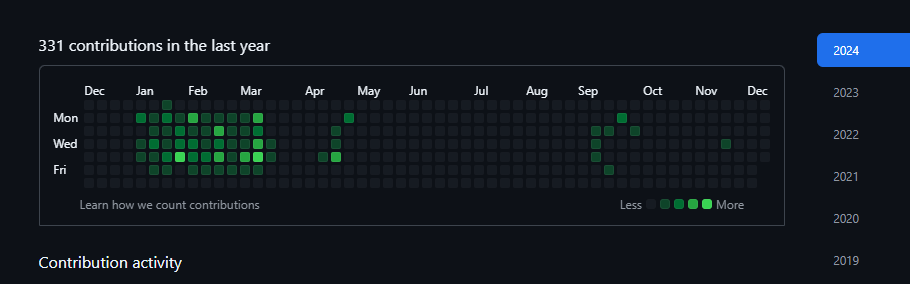 331 contributions in the last year
2024
Dec Jan Feb Mar Apr May Jun Jul Aug Sep Oct Nov Dec
2023
Mon
2022
Wed
Fri
2021
Learn how we count contributions Less More
2020
Contribution activity
2019